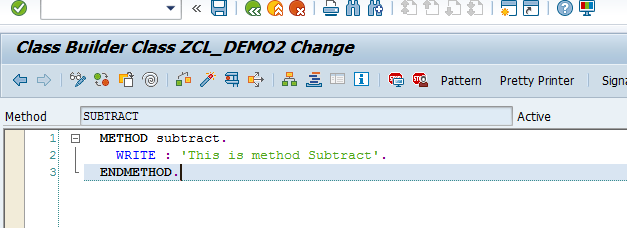 Class Builder Class ZCL_DEMO2 Change
Pattern Pretty Printer Signa
Method SUBTRACT Active
1 METHOD subtract.
2 WRITE : 'This is method Subtract'.
3 ENDMETHOD.